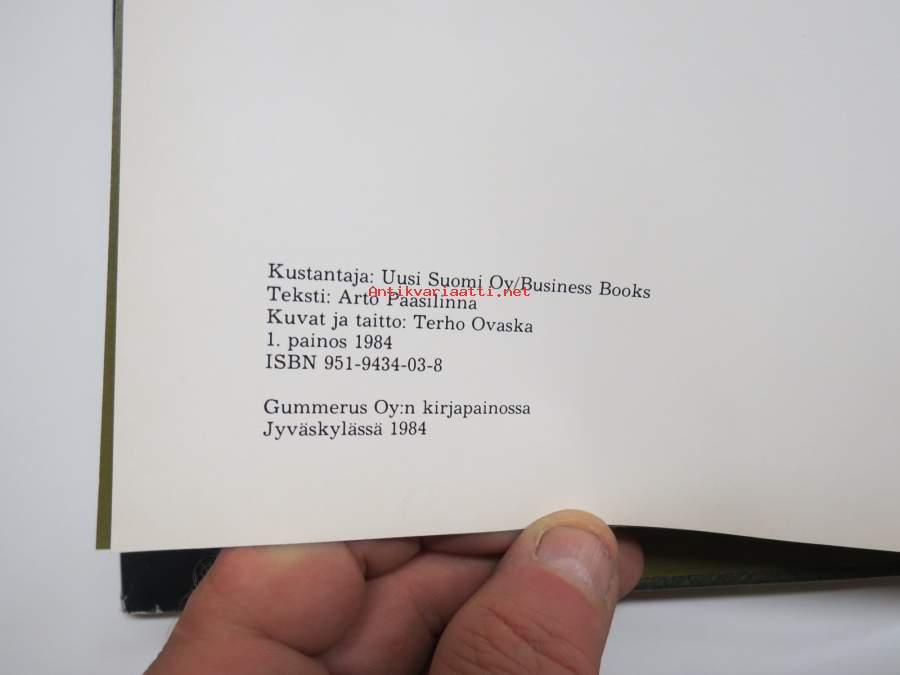 Kustantaja: Uusi Suomi Oy/Business Books
Antikvariaatti.net
Teksti: Arto Paasilinna
Kuvat ja taitto: Terho Ovaska
1. painos 1984
ISBN 951-9434-03-8
Gummerus Oy:n kirjapainossa
Jyväskylässä 1984